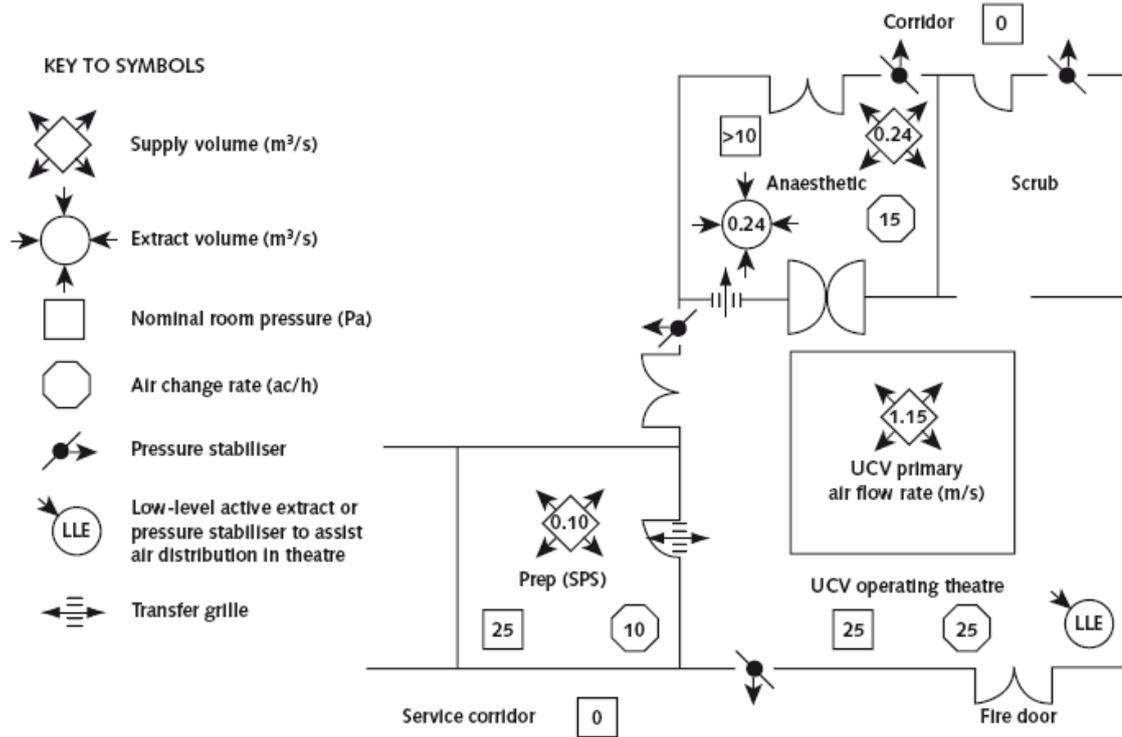 KEY TO SYMBOLS
Supply volume (m³/s)
Extract volume (m³/s)
Nominal room pressure (Pa)
Air change rate (ac/h)
Pressure stabiliser
LLE
Low-level active extract or
pressure stabiliser to assist
air distribution in theatre
Transfer grille
Corridor
0
>10
0.24
Anaesthetic
0.24
15
Scrub
1.15
UCV primary
air flow rate (m/s)
0.10
Prep (SPS)
25
10
UCV operating theatre
25
25
LLE
Service corridor
0
Fire door